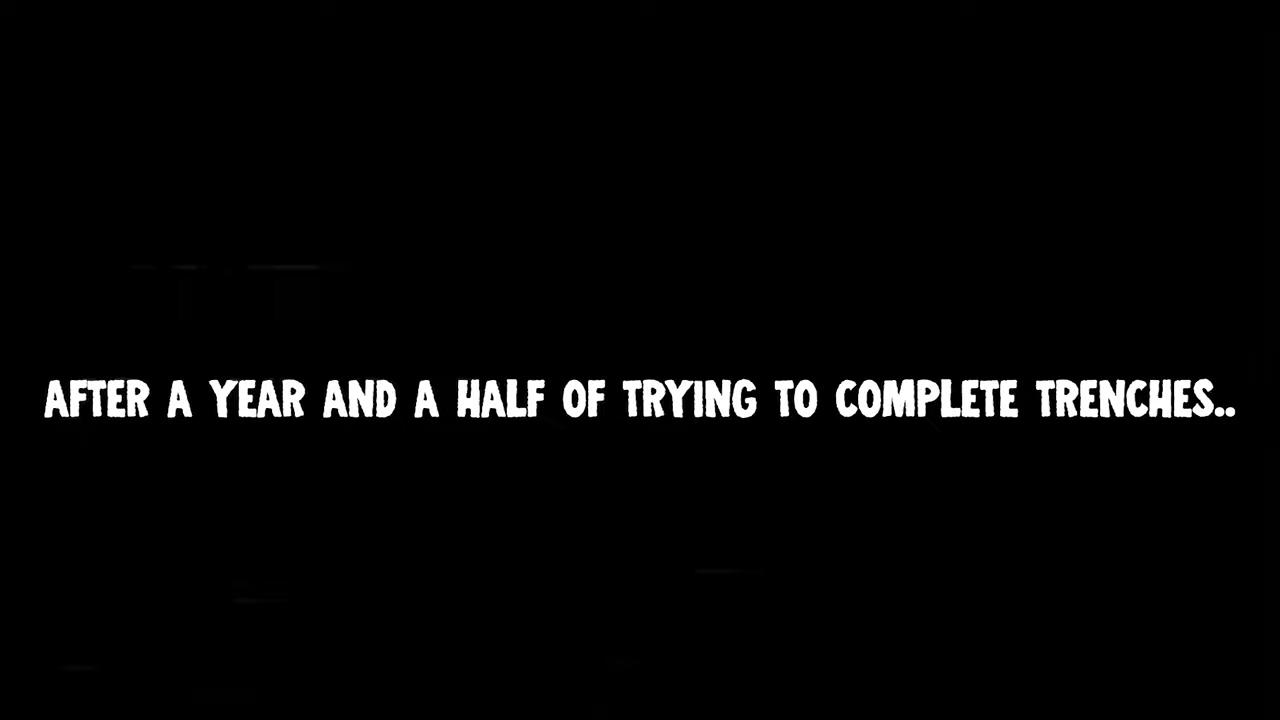 AFTER A YEAR AND A HALF OF TRYING TO COMPLETE TRENCHES..